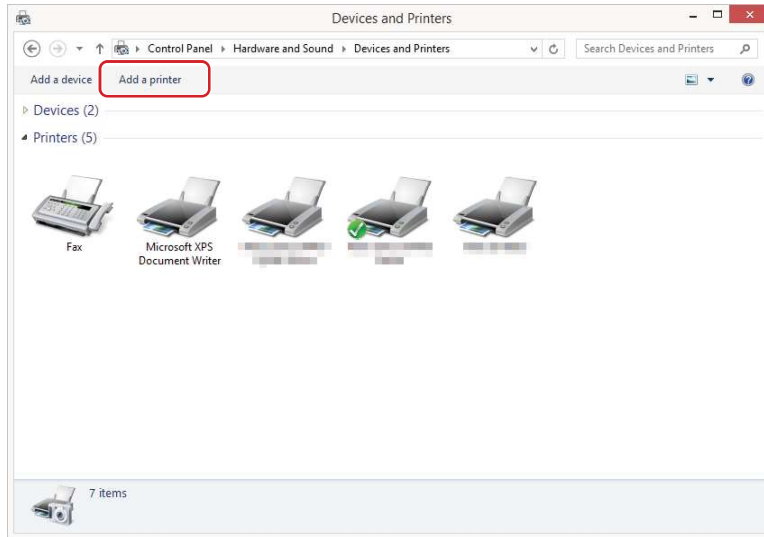 Devices and Printers
Control Panel Hardware and Sound Devices and Printers Search Devices and Printers
Add a device Add a printer
Devices (2)
Printers (5)
Fax Microsoft XPS
Document Writer
7 items